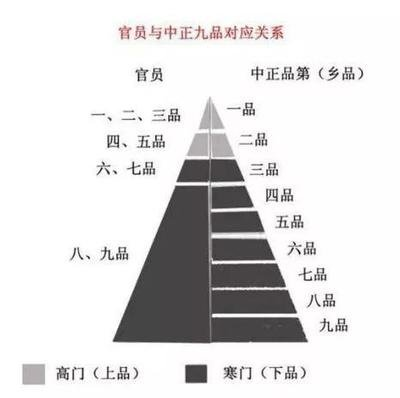 官员与中正九品对应关系
官员 中正品第（乡品）
一、二、三品 一品
四、五品 二品
六、七品 三品
四品
五品
八、九品 六品
七品
八品
九品
高门（上品） 寒门（下品）